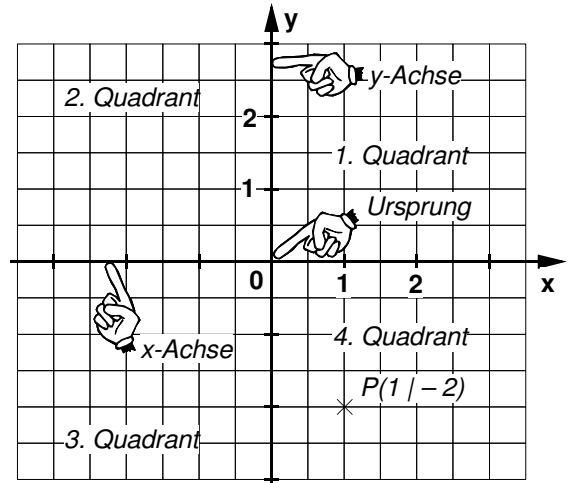 y
y-Achse
2. Quadrant
2
1. Quadrant
1
Ursprung
0
1
2
x
4. Quadrant
x-Achse
P(1 | – 2)
3. Quadrant